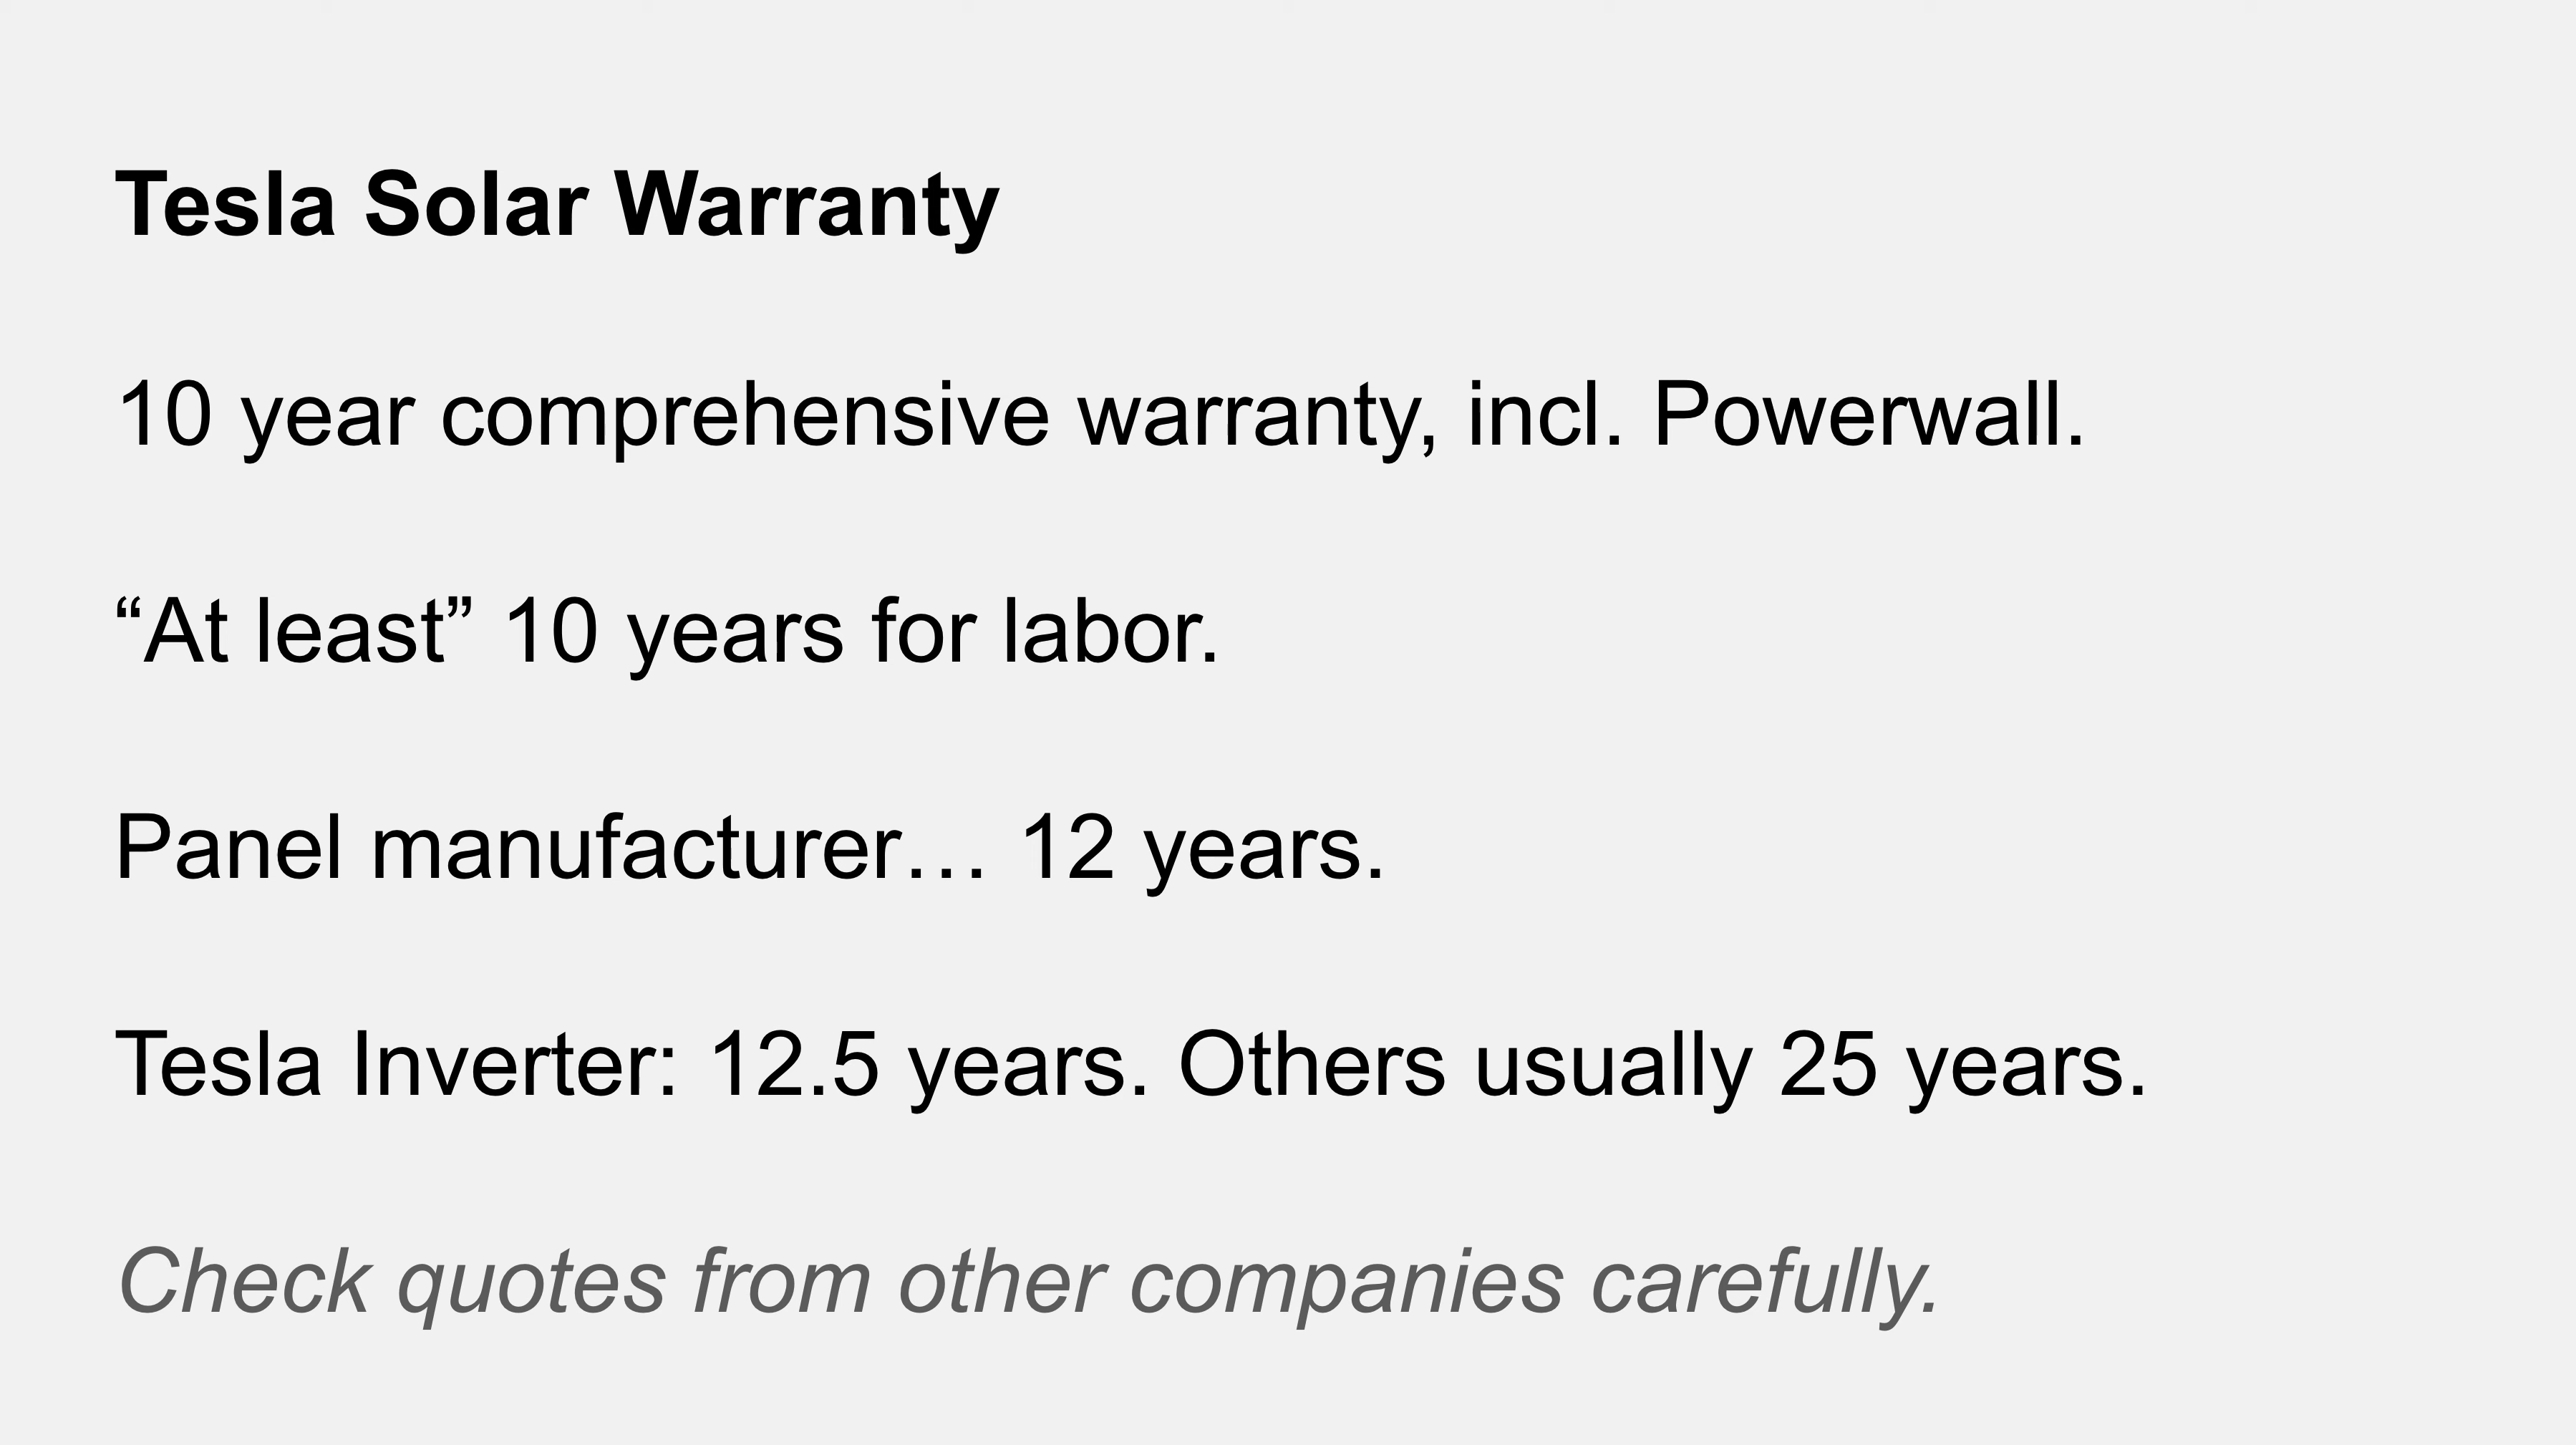 Tesla Solar Warranty
10 year comprehensive warranty, incl. Powerwall.
“At least” 10 years for labor.
Panel manufacturer… 12 years.
Tesla Inverter: 12.5 years. Others usually 25 years.
Check quotes from other companies carefully.